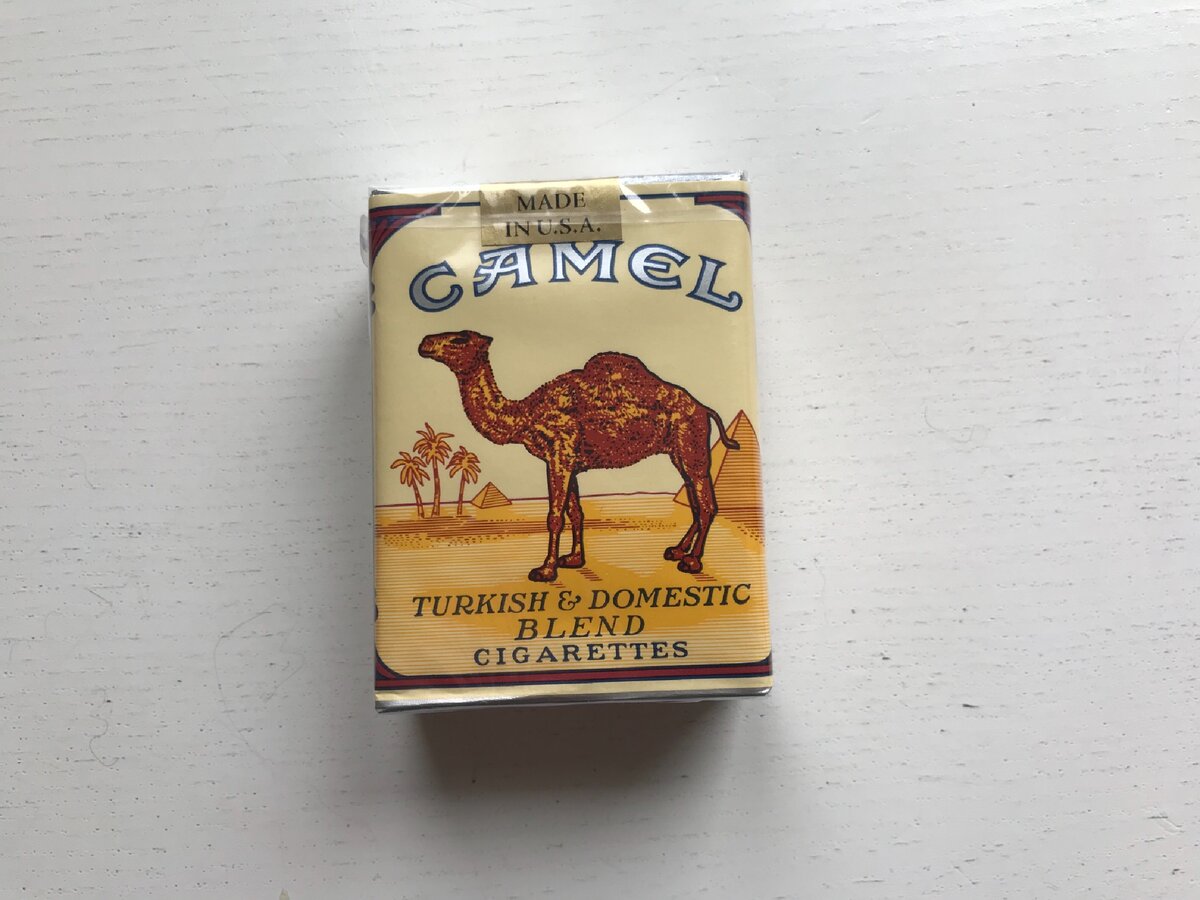 MADE
IN U.S.A.
CAMEL
TURKISH & DOMESTIC
BLEND
CIGARETTES